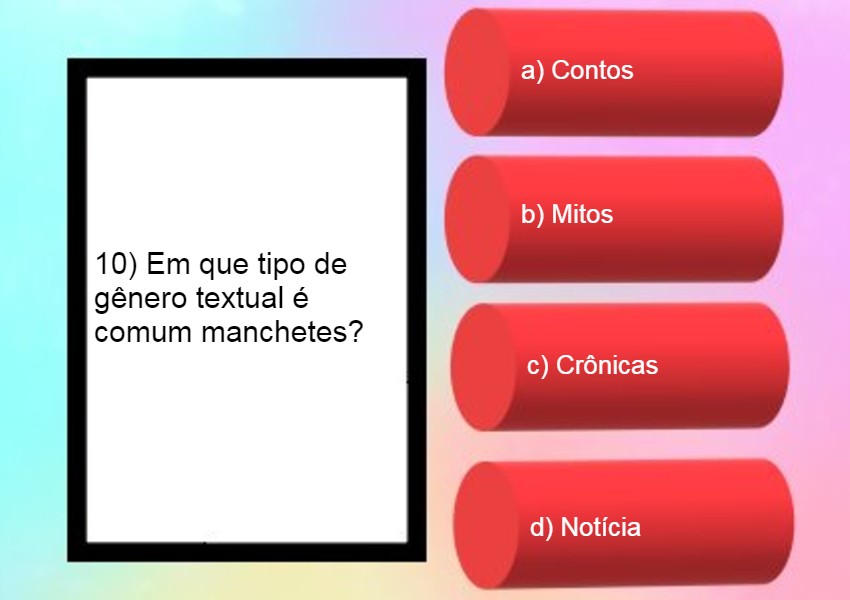 10) Em que tipo de
gênero textual é
comum manchetes?
a) Contos
b) Mitos
c) Crônicas
d) Notícia